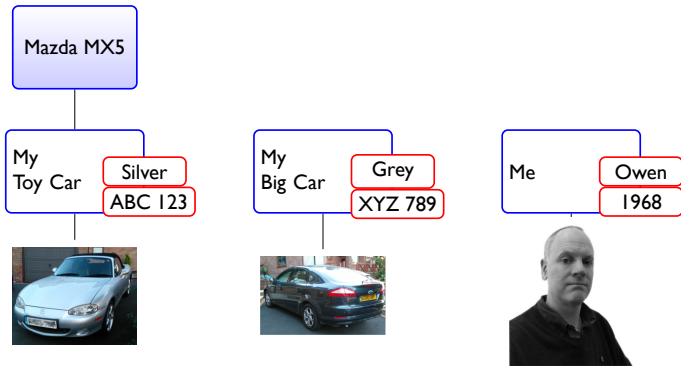 Mazda MX5
My
Toy Car
Silver
ABC 123
My
Big Car
Grey
XYZ 789
Me
Owen
1968